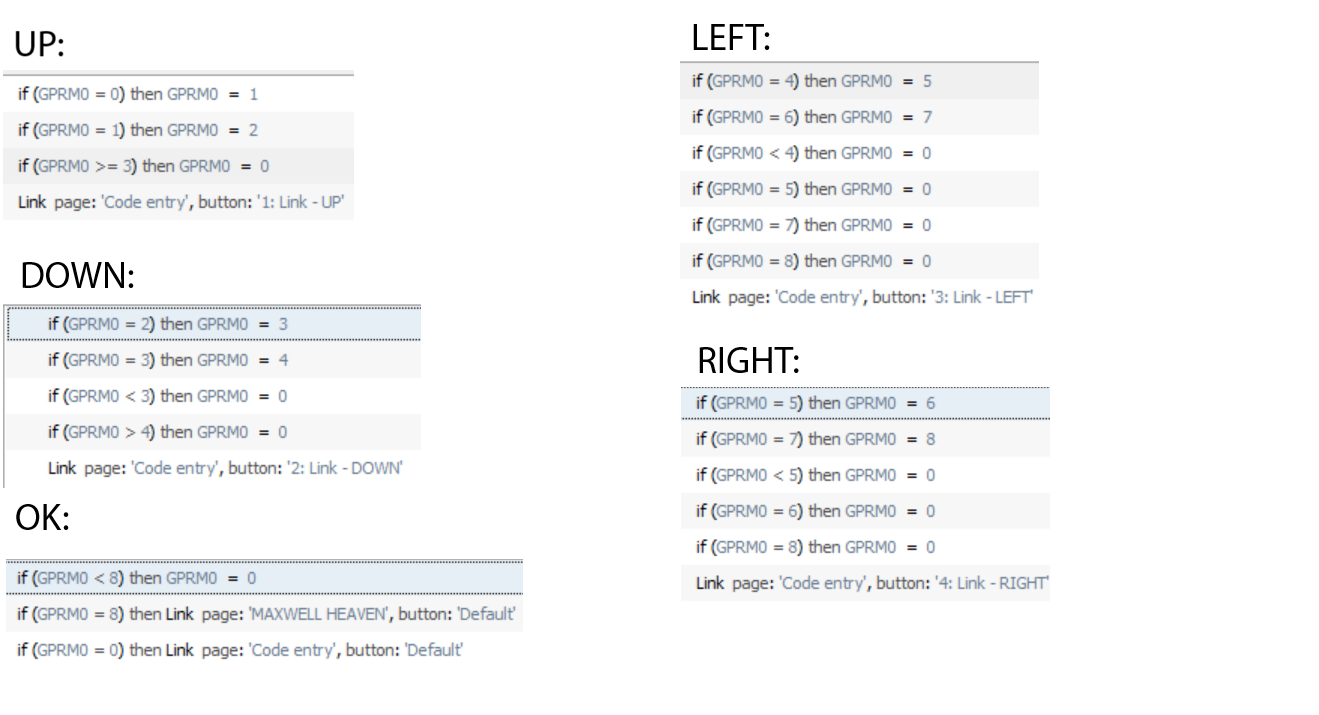 UP:
if (GPRM0 = 0) then GPRM0 = 1
if (GPRM0 = 1) then GPRM0 = 2
if (GPRM0 >= 3) then GPRM0 = 0
Link page: 'Code entry', button: '1: Link - UP'
DOWN:
if (GPRM0 = 2) then GPRM0 = 3
if (GPRM0 = 3) then GPRM0 = 4
if (GPRM0 < 3) then GPRM0 = 0
if (GPRM0 > 4) then GPRM0 = 0
Link page: 'Code entry', button: '2: Link - DOWN'
OK:
if (GPRM0 < 8) then GPRM0 = 0
if (GPRM0 = 8) then Link page: 'MAXWELL HEAVEN', button: 'Default'
if (GPRM0 = 0) then Link page: 'Code entry', button: 'Default'
LEFT:
if (GPRM0 = 4) then GPRM0 = 5
if (GPRM0 = 6) then GPRM0 = 7
if (GPRM0 < 4) then GPRM0 = 0
if (GPRM0 = 5) then GPRM0 = 0
if (GPRM0 = 7) then GPRM0 = 0
if (GPRM0 = 8) then GPRM0 = 0
Link page: 'Code entry', button: '3: Link - LEFT'
RIGHT:
if (GPRM0 = 5) then GPRM0 = 6
if (GPRM0 = 7) then GPRM0 = 8
if (GPRM0 < 5) then GPRM0 = 0
if (GPRM0 = 6) then GPRM0 = 0
if (GPRM0 = 8) then GPRM0 = 0
Link page: 'Code entry', button: '4: Link - RIGHT'